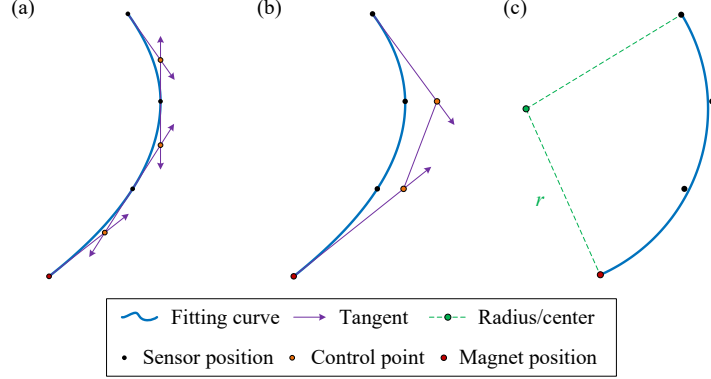 (a) (b) (c)
r
Fitting curve Tangent Radius/center
Sensor position Control point Magnet position